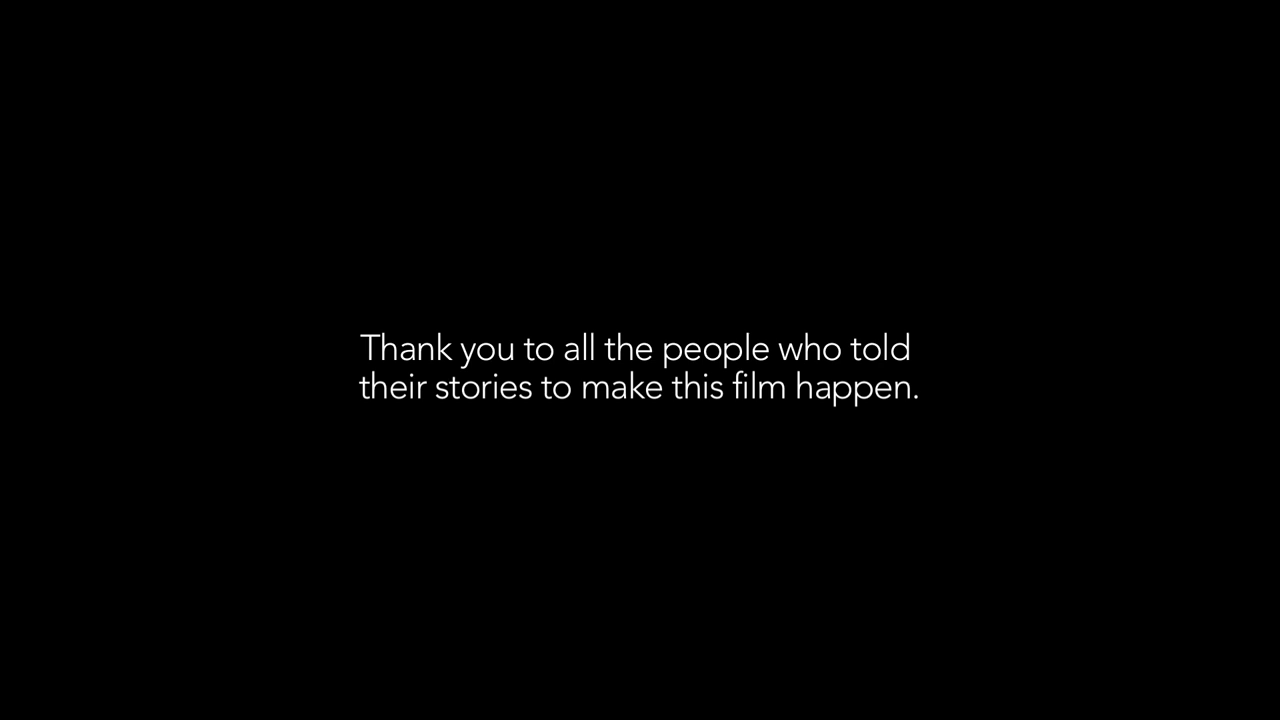 Thank you to all the people who told
their stories to make this film happen.